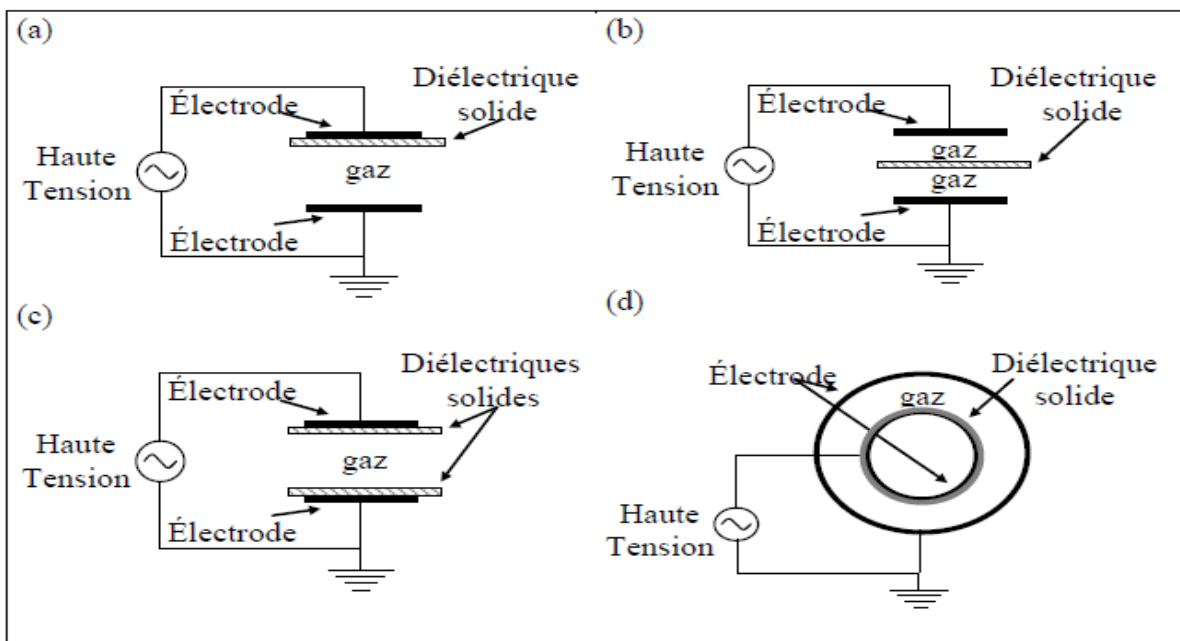 (a)
Électrode
Diélectrique
solide
Haute
Tension
gaz
Électrode
(b)
Électrode
Diélectrique
solide
Haute
Tension
gaz
gaz
Électrode
(c)
Électrode
Diélectriques
solides
Haute
Tension
gaz
Électrode
(d)
Électrode
gaz
Diélectrique
solide
Haute
Tension